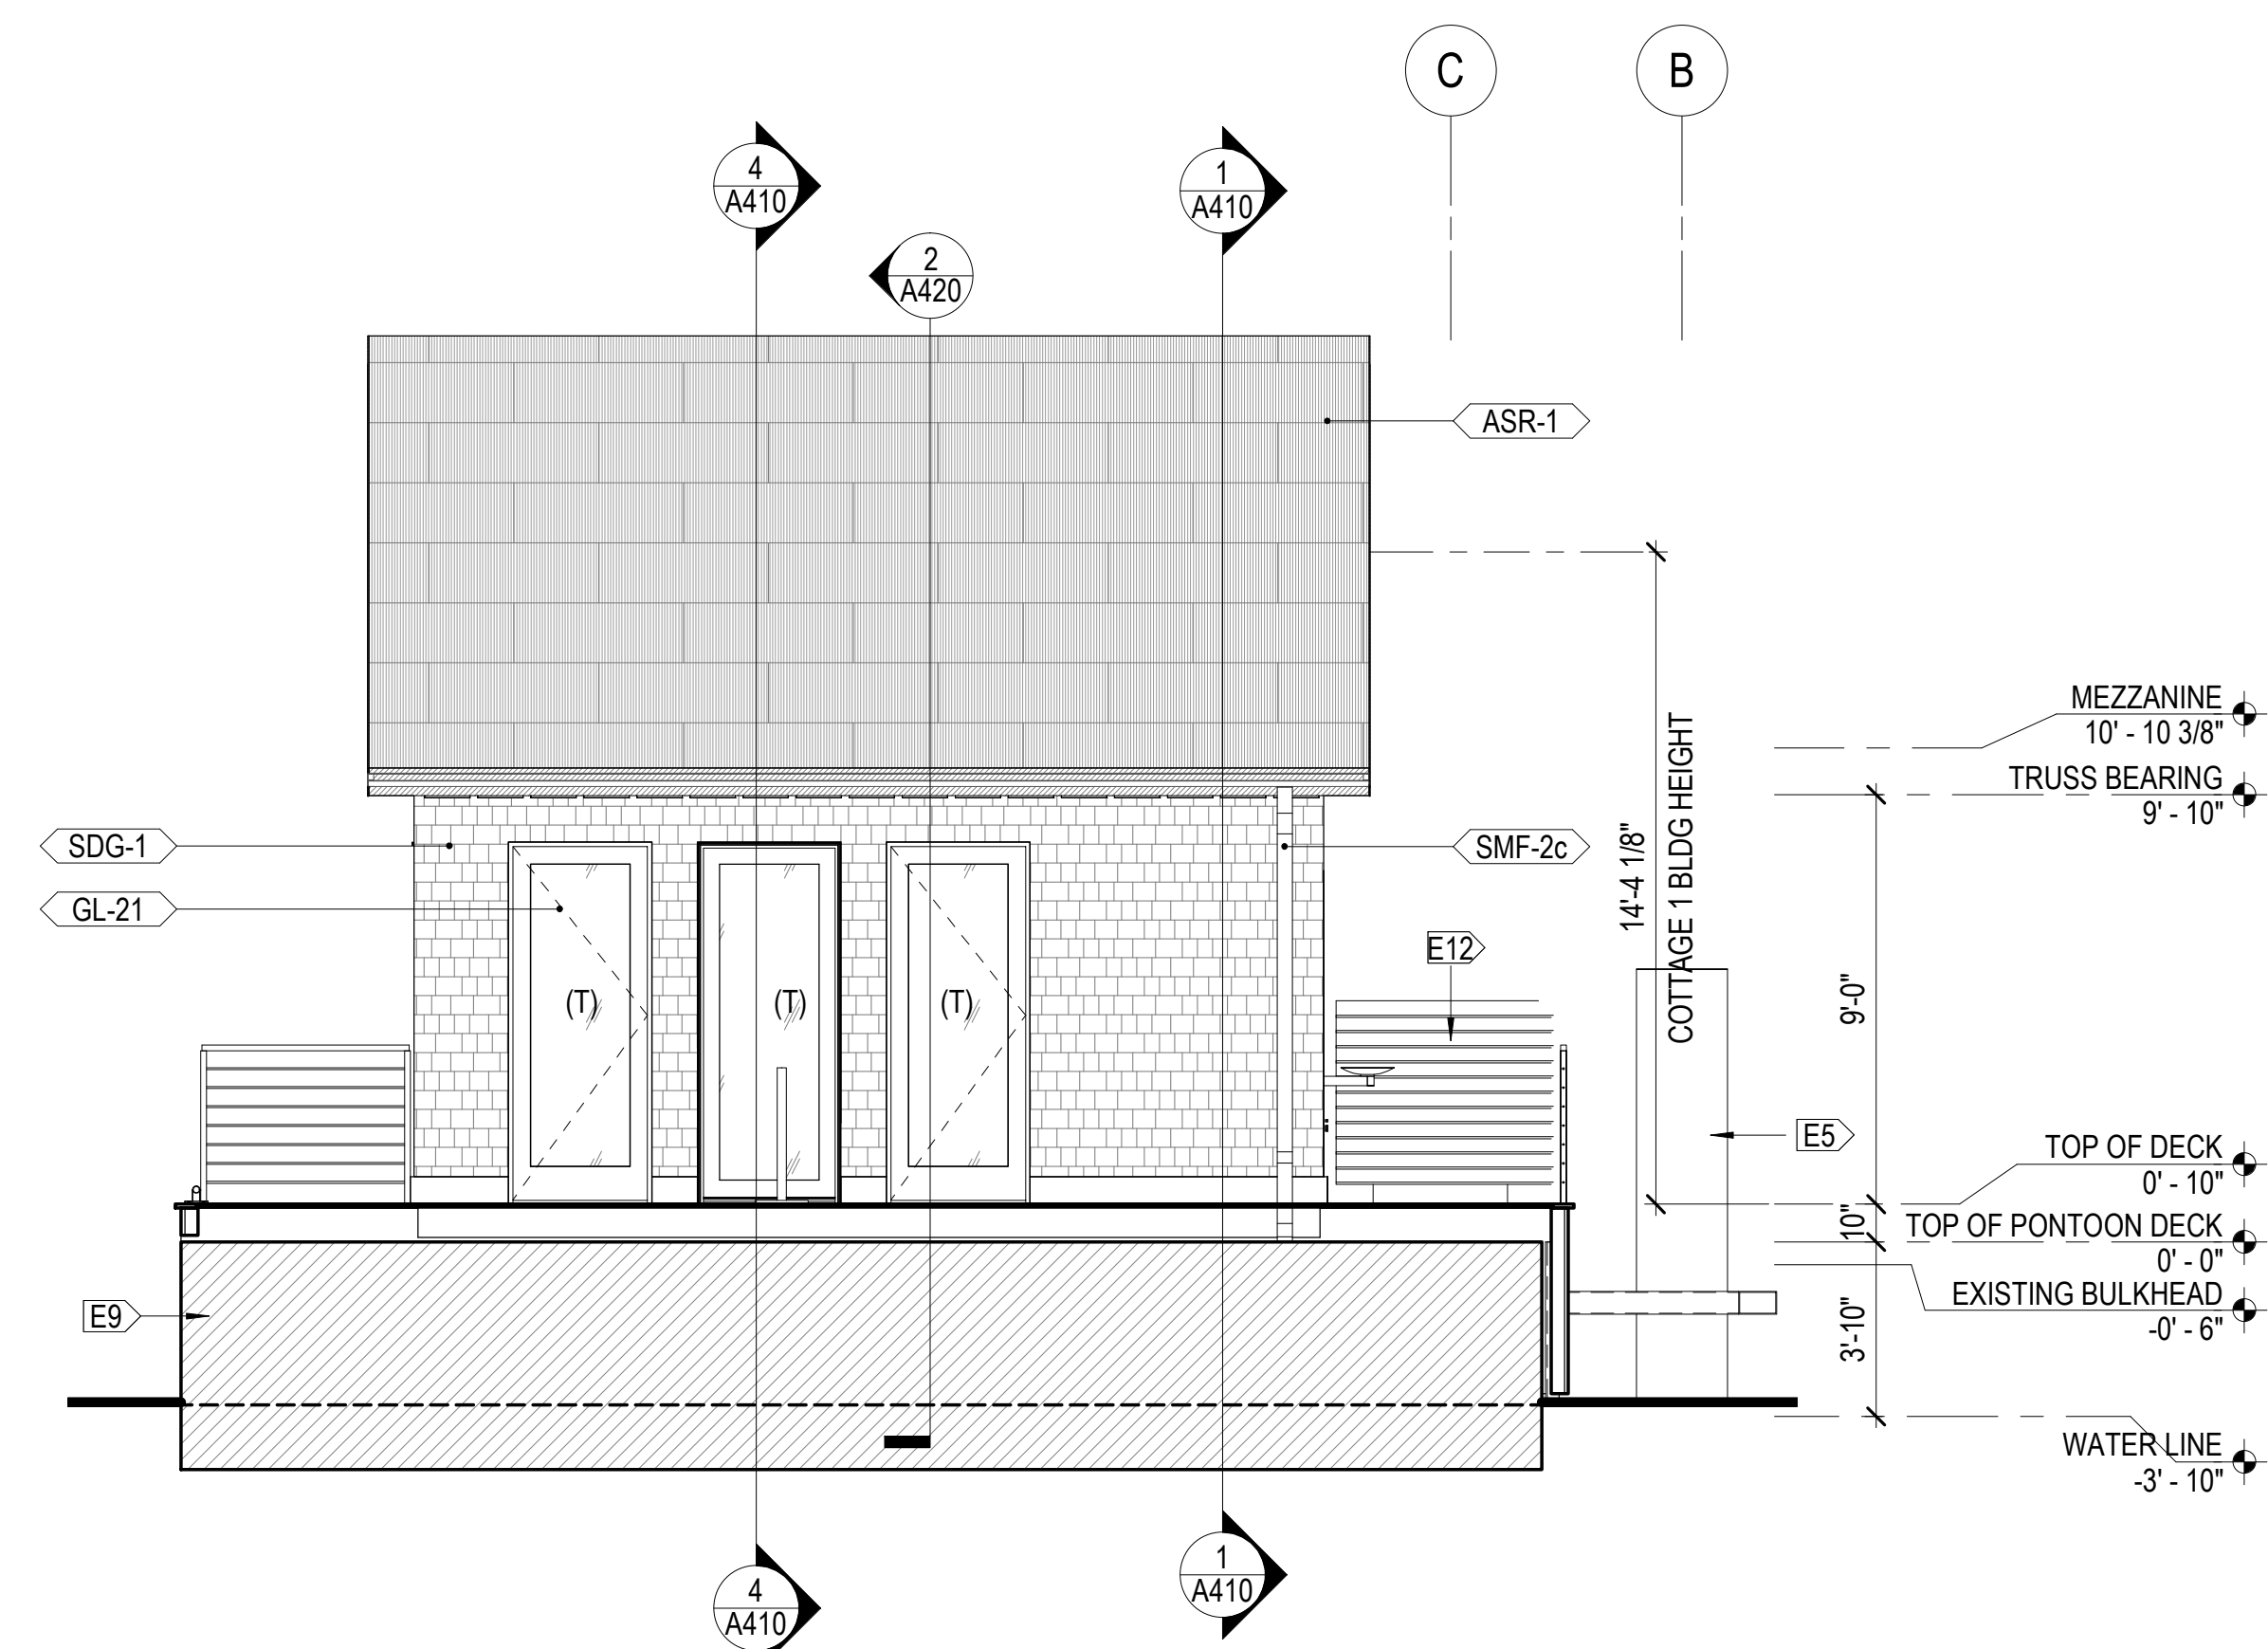 C
B
4
A410
1
A410
2
A420
ASR-1
MEZZANINE
10' - 10 3/8"
TRUSS BEARING
9' - 10"
SDG-1
GL-21
SMF-2c
14'-4 1/8"
COTTAGE 1 BLDG HEIGHT
E12
9'-0"
(T)
(T)
(T)
E5
TOP OF DECK
0' - 10"
10"
TOP OF PONTOON DECK
0' - 0"
EXISTING BULKHEAD
-0' - 6"
E9
3'-10"
WATER LINE
-3' - 10"
4
A410
1
A410